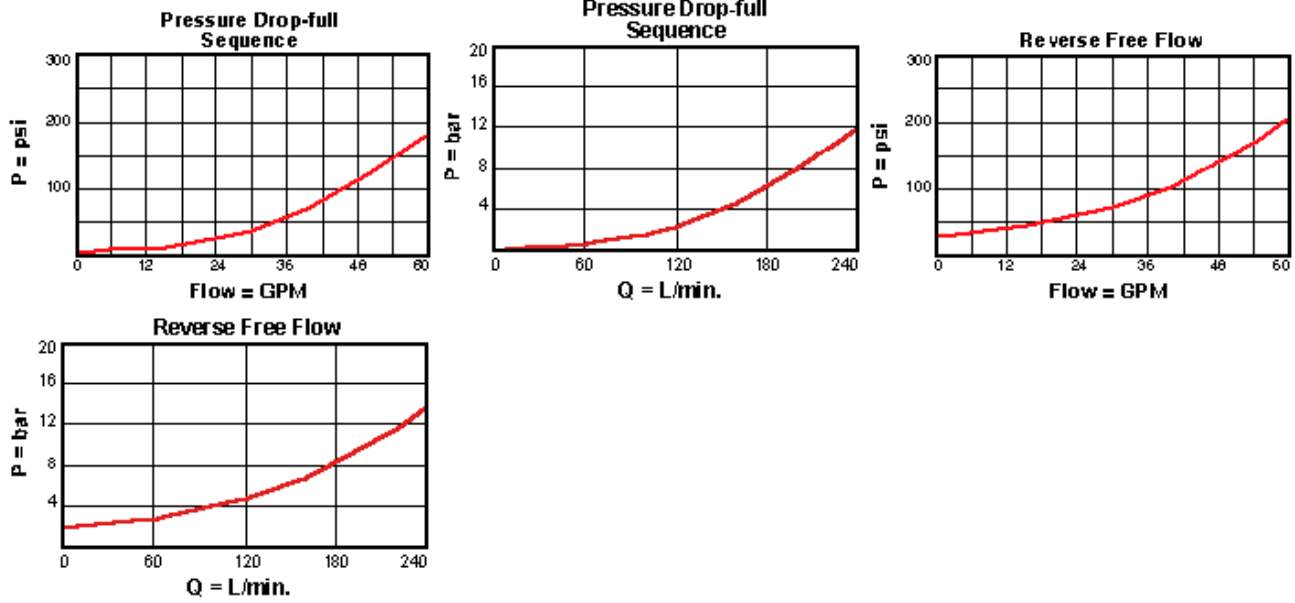 Pressure Drop-full
Sequence
300
200
100
P = psi
0 12 24 36 48 60
Flow = GPM
Pressure Drop-full
Sequence
20
16
12
8
4
P = bar
0 60 120 180 240
Q = L/min.
Reverse Free Flow
300
200
100
P = psi
0 12 24 36 48 60
Flow = GPM
Reverse Free Flow
20
16
12
8
4
P = bar
0 60 120 180 240
Q = L/min.